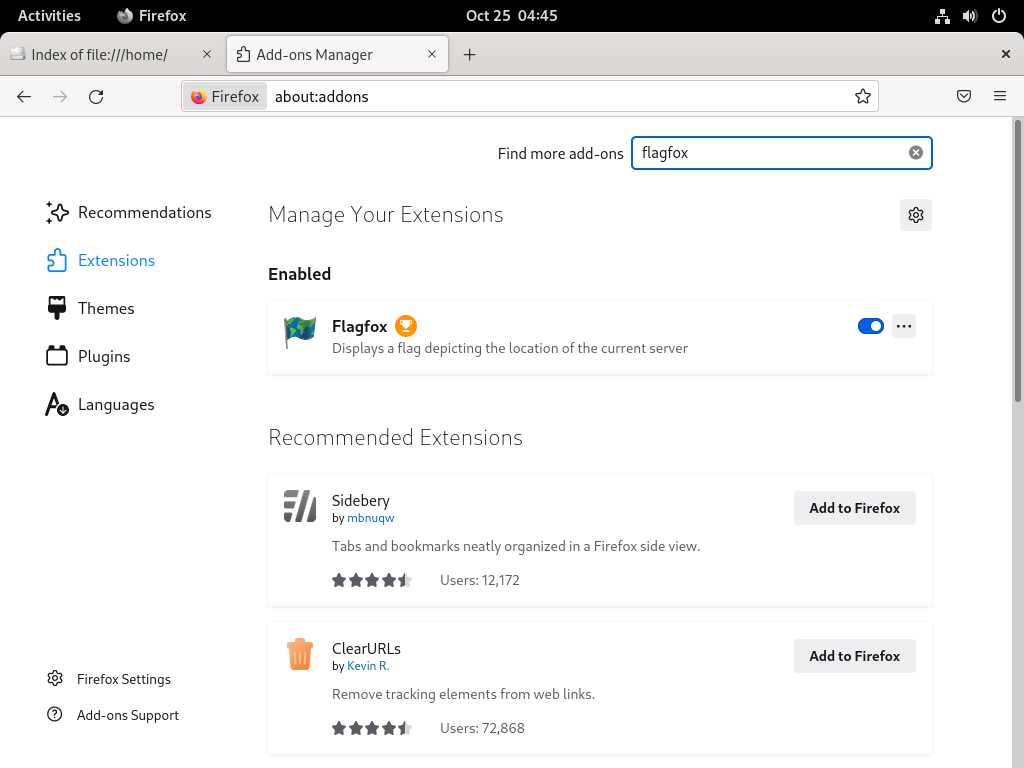 Activities
Firefox
Oct 25 04:45
Index of file:///home/
Add-ons Manager
Firefox
about:addons
Find more add-ons
flagfox
Recommendations
Extensions
Themes
Plugins
Languages
Firefox Settings
Add-ons Support
Manage Your Extensions
Enabled
Flagfox
Displays a flag depicting the location of the current server
Recommended Extensions
Sidebery
by mbnuqw
Add to Firefox
Tabs and bookmarks neatly organized in a Firefox side view.
Users: 12,172
ClearURLs
by Kevin R.
Add to Firefox
Remove tracking elements from web links.
Users: 72,868